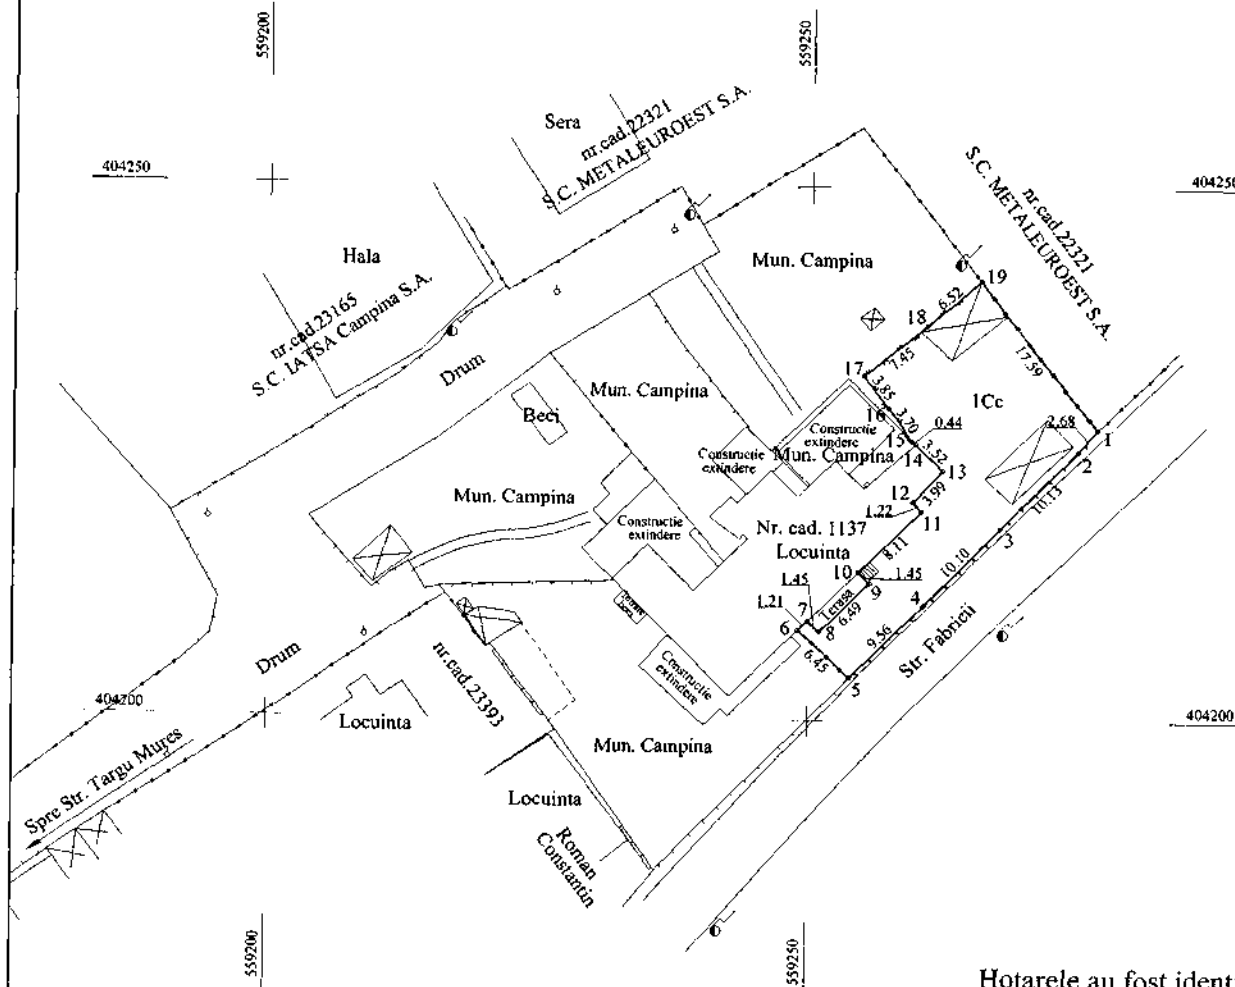 559200
559250
Sera
nr.cad.22321
S.C. METALEUROEST S.A.
404250
404250
nr.cad.22321
S.C. METALEUROEST S.A.
Hala
Mun. Campina
19
6.52
18
nr.cad.23165
S.C. IATSA Campina S.A.
Drum
7.45
17.59
17
3.85
Mun. Campina
1Cc
Beci
16
3.70
0.44
2.68
1
Constructie
extindere
15
Mun. Campina
14
3.52
2
Constructie
extindere
13
Mun. Campina
12
3.99
10.13
1.22
11
Constructie
extindere
Nr. cad. 1137
Locuinta
8.11
3
10
1.45
1.45
9
10.10
1.21
7
Terasa
6.49
4
6
8
9.56
Str. Fabricii
6.45
5
Drum
nr.cad.23393
Constructie
extindere
404200
404200
Locuinta
Mun. Campina
Spre Str. Targu Mures
Locuinta
Roman
Constantin
559200
559250
Hotarele au fost identi